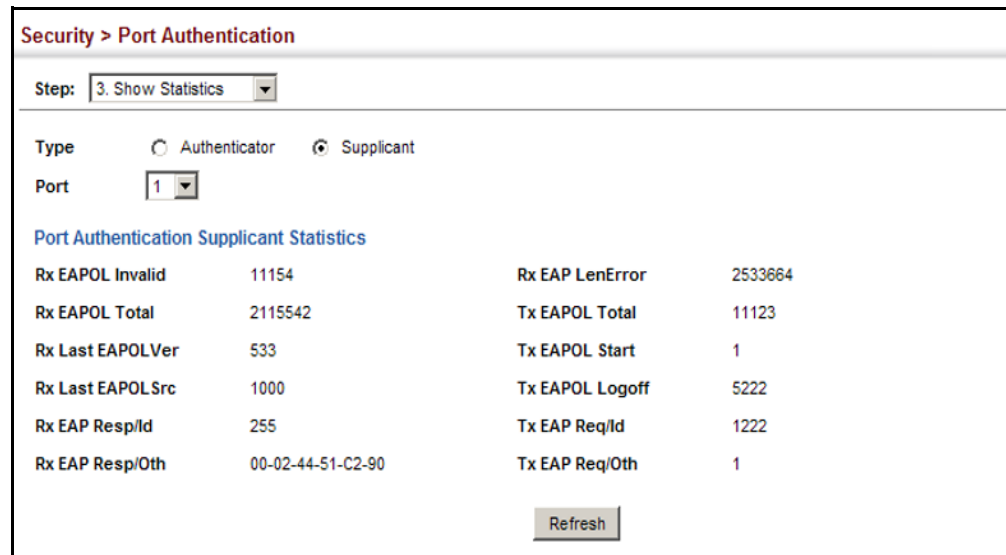 Security > Port Authentication
Step: 3. Show Statistics
Type Authenticator Supplicant
Port 1
Port Authentication Supplicant Statistics
Rx EAPOL Invalid 11154 Rx EAP LenError 2533664
Rx EAPOL Total 2115542 Tx EAPOL Total 11123
Rx Last EAPOLVer 533 Tx EAPOL Start 1
Rx Last EAPOLSrc 1000 Tx EAPOL Logoff 5222
Rx EAP Resp/Id 255 Tx EAP Req/Id 1222
Rx EAP Resp/Oth 00-02-44-51-C2-90 Tx EAP Req/Oth 1
Refresh